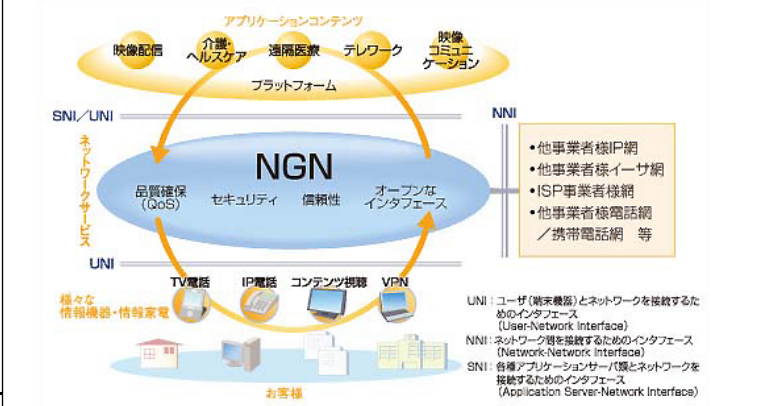 アプリケーションコンテンツ
映像配信
介護・
ヘルスケア
遠隔医療
テレワーク
映像
コミュニ
ケーション
プラットフォーム
SNI/UNI
NNI
ネットワークサービス
NGN
品質確保
(QoS)
セキュリティ
信頼性
オープンな
インタフェース
•他事業者様IP網
•他事業者様イーサ網
•ISP事業者様網
•他事業者様電話網
/携帯電話網 等
UNI
TV電話
IP電話
コンテンツ視聴
VPN
様々な
情報機器・情報家電
お客様
UNI:ユーザ(端末機器)とネットワークを接続するた
めのインタフェース
(User-Network Interface)
NNI:ネットワーク間を接続するためのインタフェース
(Network-Network Interface)
SNI:各種アプリケーションサーバ類とネットワークを
接続するためのインタフェース
(Application Server-Network Interface)